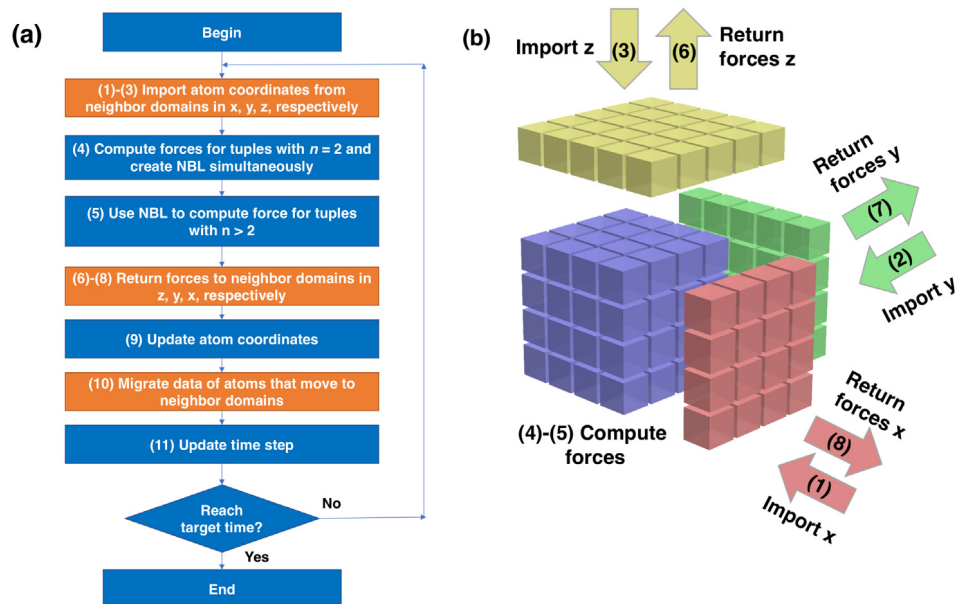 (a)
Begin
(1)-(3) Import atom coordinates from
neighbor domains in x, y, z, respectively
(4) Compute forces for tuples with n = 2 and
create NBL simultaneously
(5) Use NBL to compute force for tuples
with n > 2
(6)-(8) Return forces to neighbor domains in
z, y, x, respectively
(9) Update atom coordinates
(10) Migrate data of atoms that move to
neighbor domains
(11) Update time step
Reach
target time?
No
Yes
End
(b)
Import z
(3)
(6)
Return
forces z
Return
forces y
(7)
(2)
Import y
(4)-(5) Compute
forces
Return
forces x
(8)
(1)
Import x